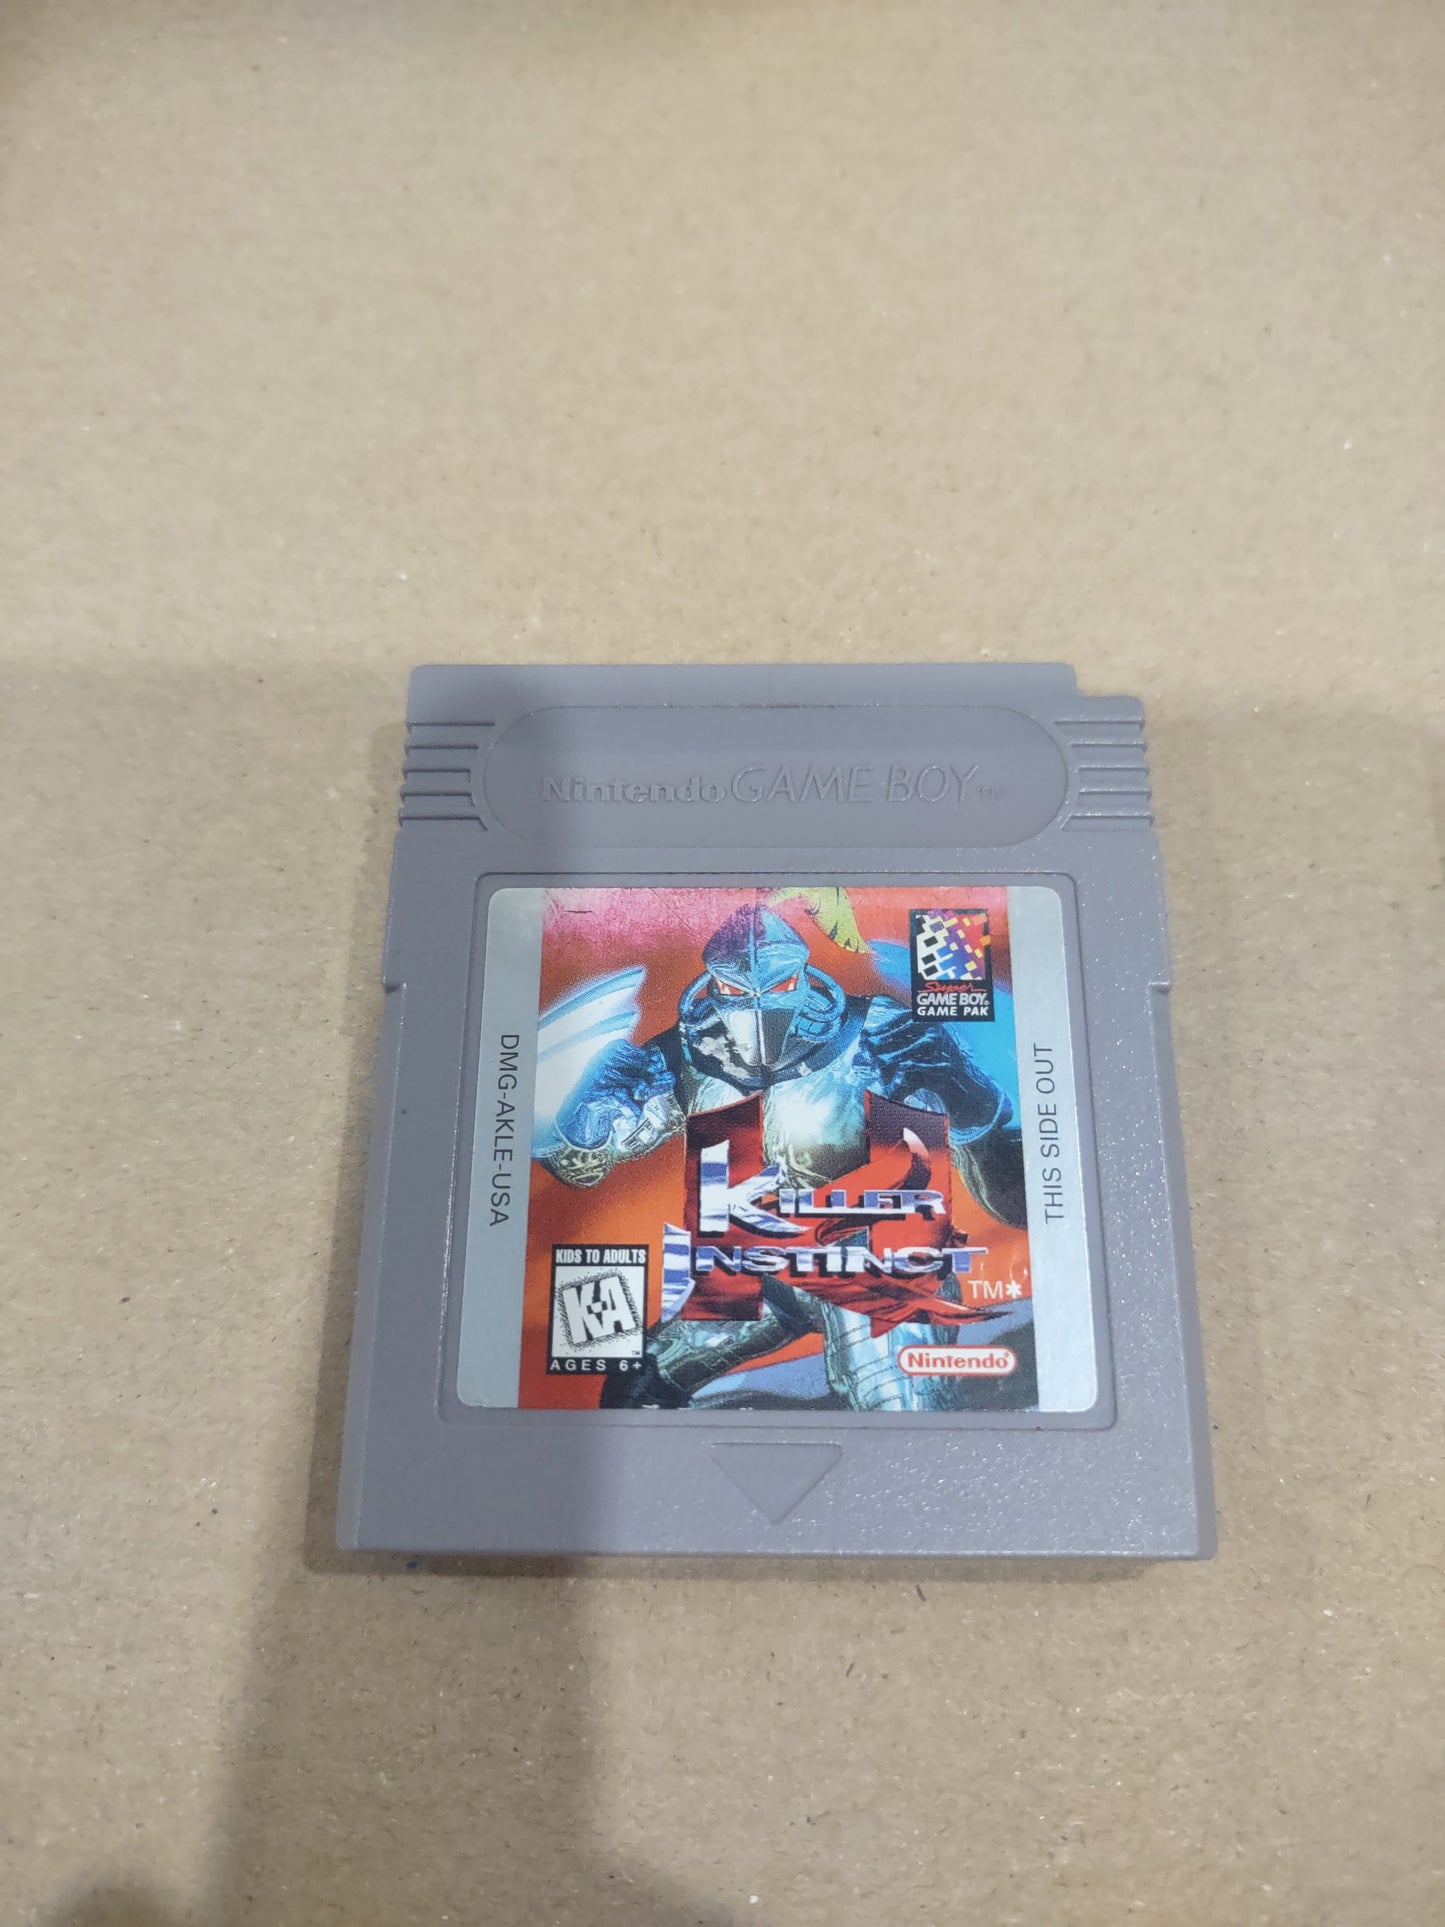 Nintendo GAME BOY TM
Super
GAME BOY®
GAME PAK
DMG-AKLE-USA
THIS SIDE OUT
KILLER
INSTINCT
TM*
KIDS TO ADULTS
K-A
TM
AGES 6+
Nintendo®